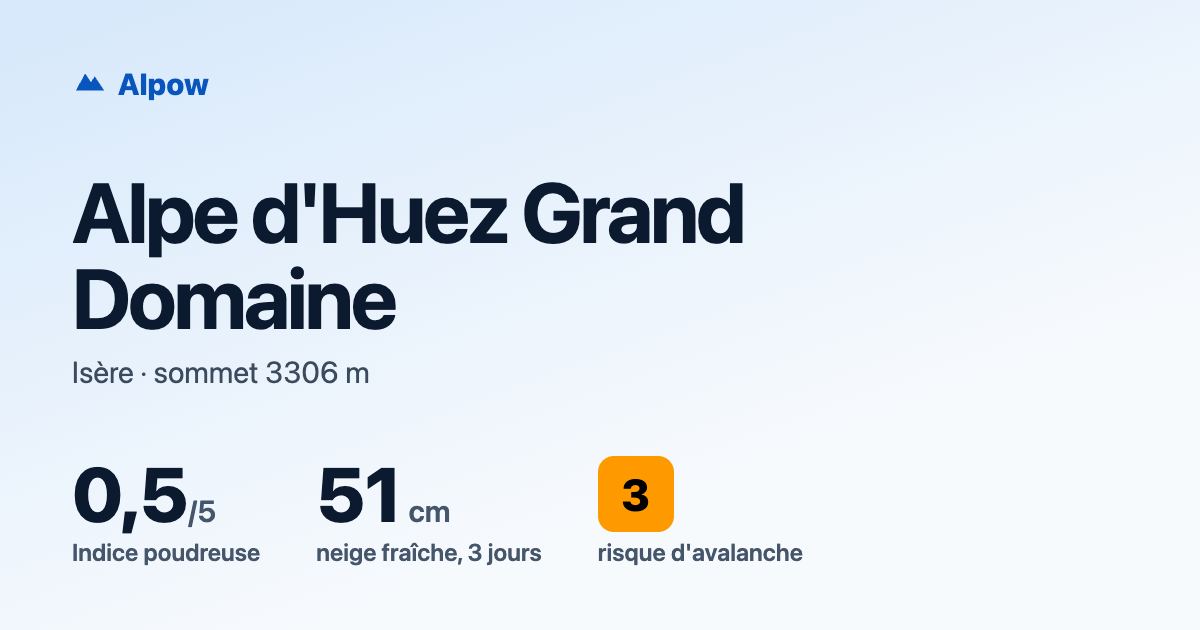 Alpow
Alpe d'Huez Grand
Domaine
Isère · sommet 3306 m
0,5/5
51 cm
3
Indice poudreuse
neige fraîche, 3 jours
risque d'avalanche